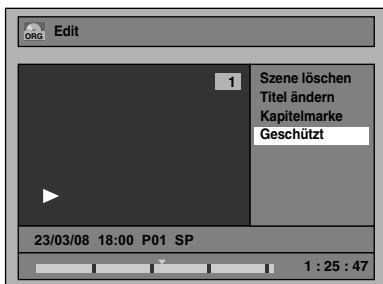 ORG Edit
1
Szene löschen
Titel ändern
Kapitelmarke
Geschützt
23/03/08 18:00 P01 SP
1 : 25 : 47